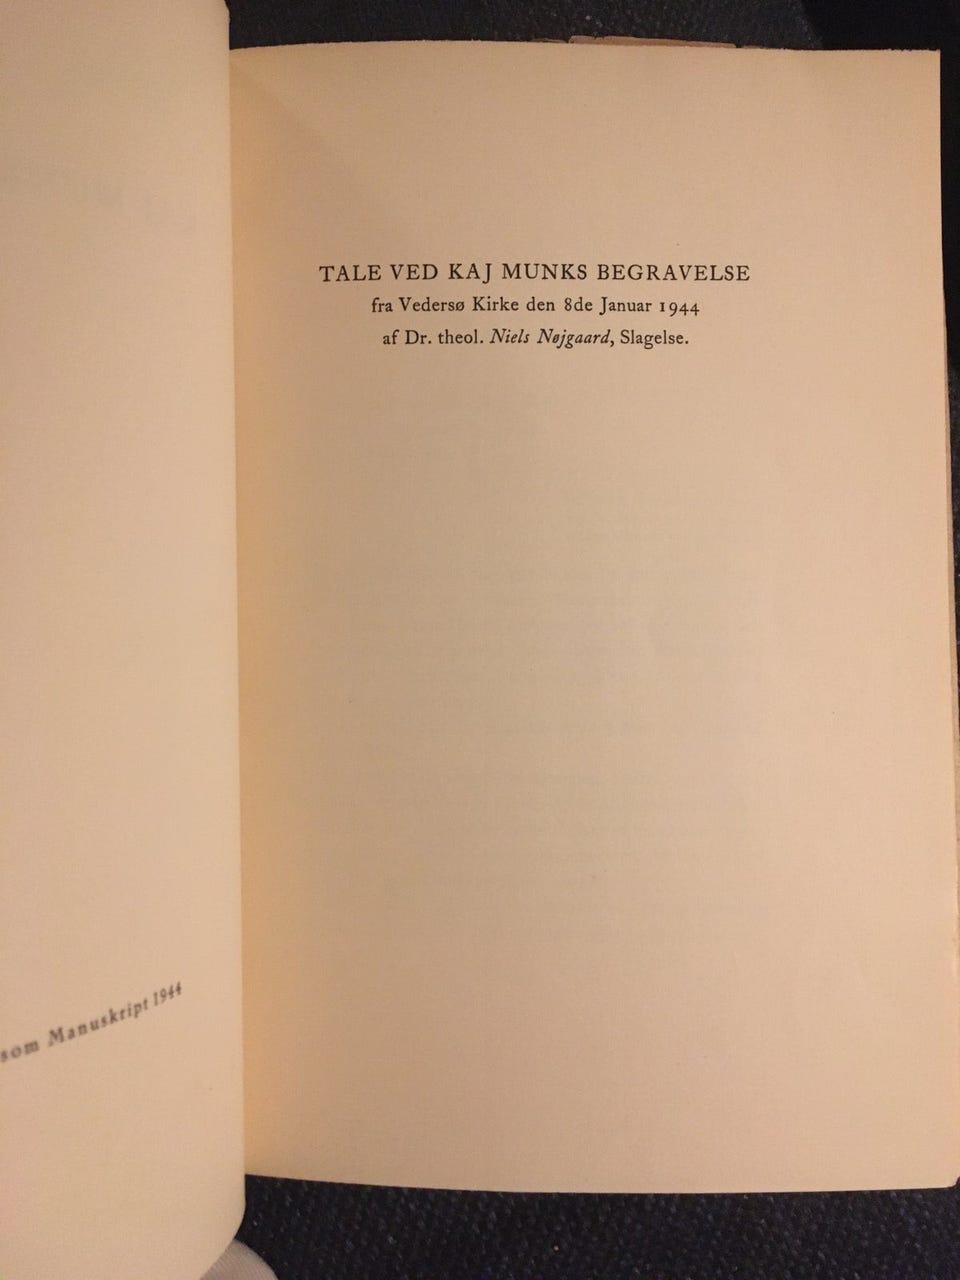 som Manuskript 1944
TALE VED KAJ MUNKS BEGRAVELSE
fra Vedersø Kirke den 8de Januar 1944
af Dr. theol. Niels Nøjgaard, Slagelse.